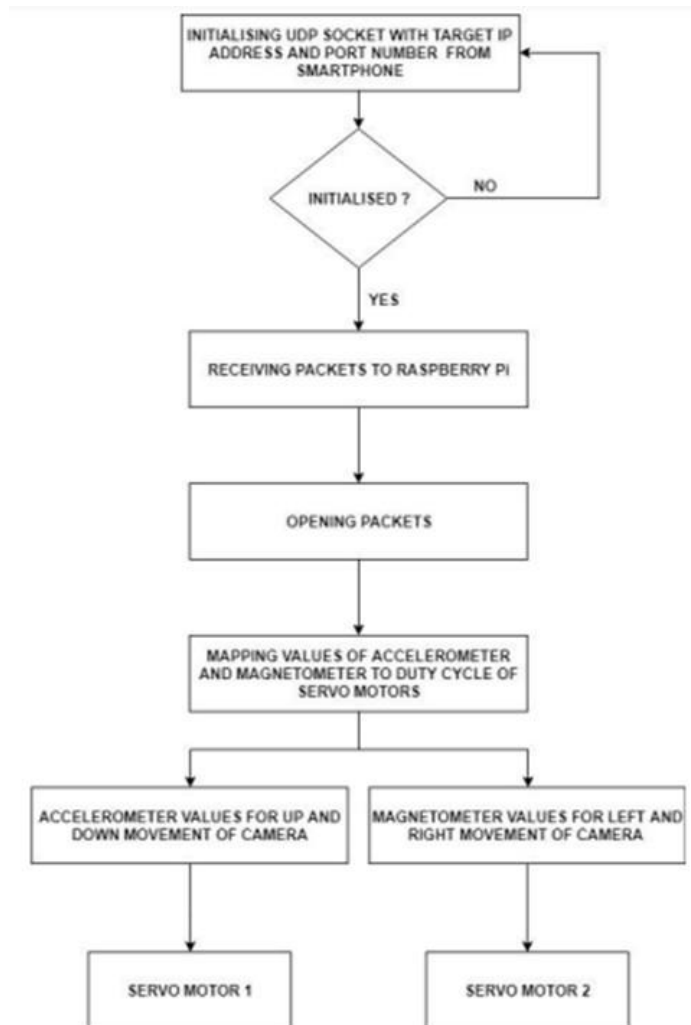 INITIALISING UDP SOCKET WITH TARGET IP
ADDRESS AND PORT NUMBER FROM
SMARTPHONE
INITIALISED ?
NO
YES
RECEIVING PACKETS TO RASPBERRY Pi
OPENING PACKETS
MAPPING VALUES OF ACCELEROMETER
AND MAGNETOMETER TO DUTY CYCLE OF
SERVO MOTORS
ACCELEROMETER VALUES FOR UP AND
DOWN MOVEMENT OF CAMERA
MAGNETOMETER VALUES FOR LEFT AND
RIGHT MOVEMENT OF CAMERA
SERVO MOTOR 1
SERVO MOTOR 2